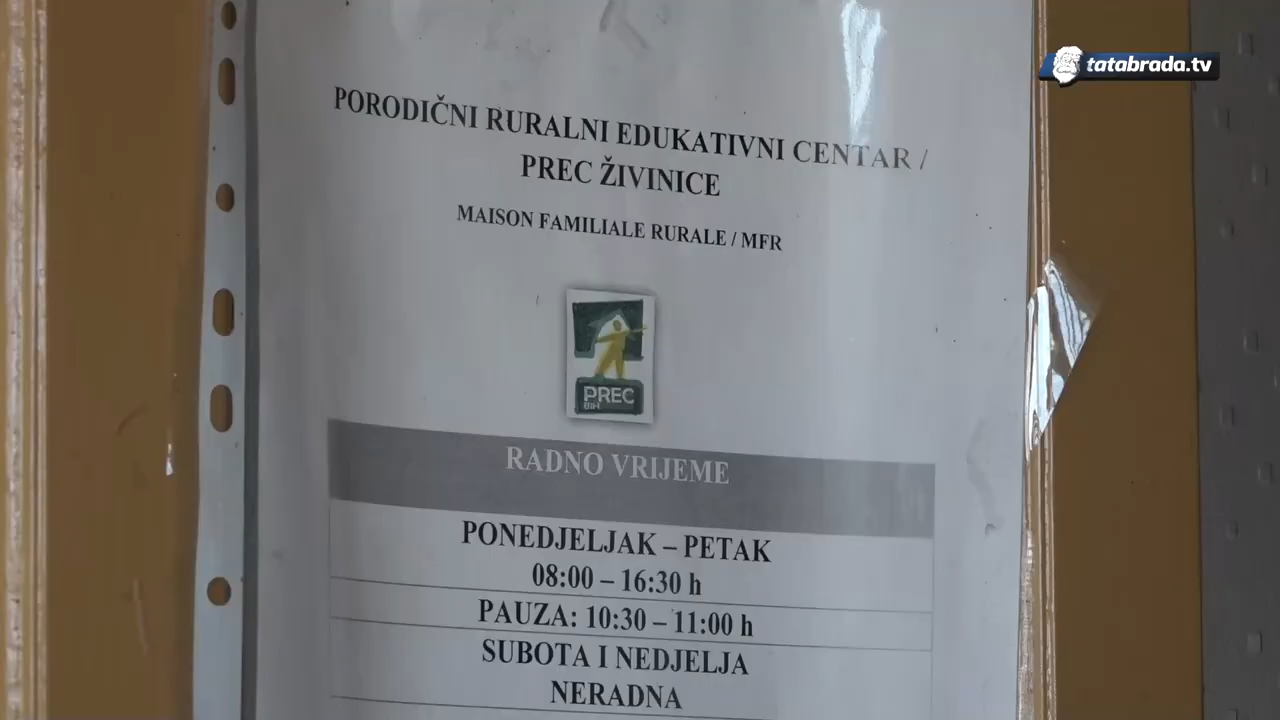 tatabrada.tv
PORODIČNI RURALNI EDUKATIVNI CENTAR /
PREC ŽIVINICE
MAISON FAMILIALE RURALE / MFR
PREC
BIH
RADNO VRIJEME
PONEDJELJAK – PETAK
08:00 – 16:30 h
PAUZA: 10:30 – 11:00 h
SUBOTA I NEDJELJA
NERADNA